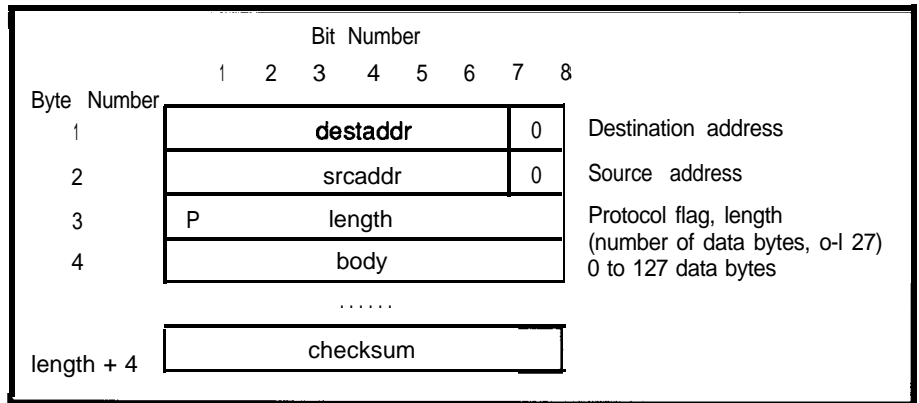 Bit Number
1 2 3 4 5 6 7 8
Byte Number
1 destaddr 0 Destination address
2 srcaddr 0 Source address
3 P length Protocol flag, length
(number of data bytes, o-l 27)
4 body 0 to 127 data bytes
......
length + 4 checksum